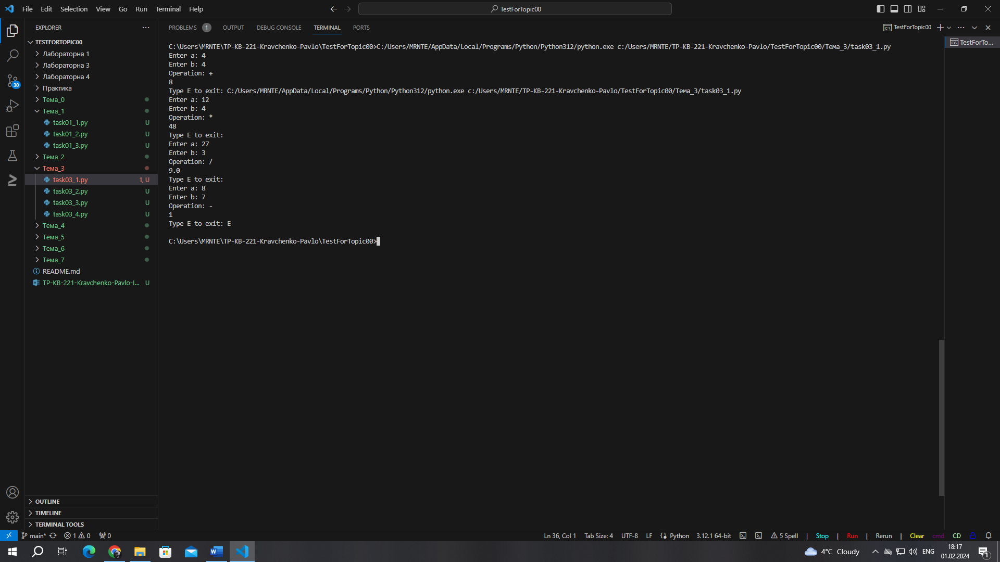 File Edit Selection View Go Run Terminal Help
TestForTopic00
EXPLORER
TESTFORTOPIC00
Лабораторна 1
Лабораторна 3
Лабораторна 4
Практика
Тема_0
Тема_1
task01_1.py U
task01_2.py U
task01_3.py U
Тема_2
Тема_3
task03_1.py 1, U
task03_2.py U
task03_3.py U
task03_4.py U
Тема_4
Тема_5
Тема_6
Тема_7
README.md
TP-KB-221-Kravchenko-Pavlo-I... U
OUTLINE
TIMELINE
TERMINAL TOOLS
30
PROBLEMS 1 OUTPUT DEBUG CONSOLE TERMINAL PORTS
TestForTopic00
TestForTo...
C:\Users\MRNTE\TP-KB-221-Kravchenko-Pavlo\TestForTopic00>C:/Users/MRNTE/AppData/Local/Programs/Python/Python312/python.exe c:/Users/MRNTE/TP-KB-221-Kravchenko-Pavlo/TestForTopic00/Тема_3/task03_1.py
Enter a: 4
Enter b: 4
Operation: +
8
Type E to exit: C:/Users/MRNTE/AppData/Local/Programs/Python/Python312/python.exe c:/Users/MRNTE/TP-KB-221-Kravchenko-Pavlo/TestForTopic00/Тема_3/task03_1.py
Enter a: 12
Enter b: 4
Operation: *
48
Type E to exit:
Enter a: 27
Enter b: 3
Operation: /
9.0
Type E to exit:
Enter a: 8
Enter b: 7
Operation: -
1
Type E to exit: E
C:\Users\MRNTE\TP-KB-221-Kravchenko-Pavlo\TestForTopic00>
main* 1 0 0
Ln 36, Col 1 Tab Size: 4 UTF-8 LF Python 3.12.1 64-bit 5 Spell | Stop | Run | Rerun | Clear cmd CD
4°C Cloudy ENG 18:17
01.02.2024
1